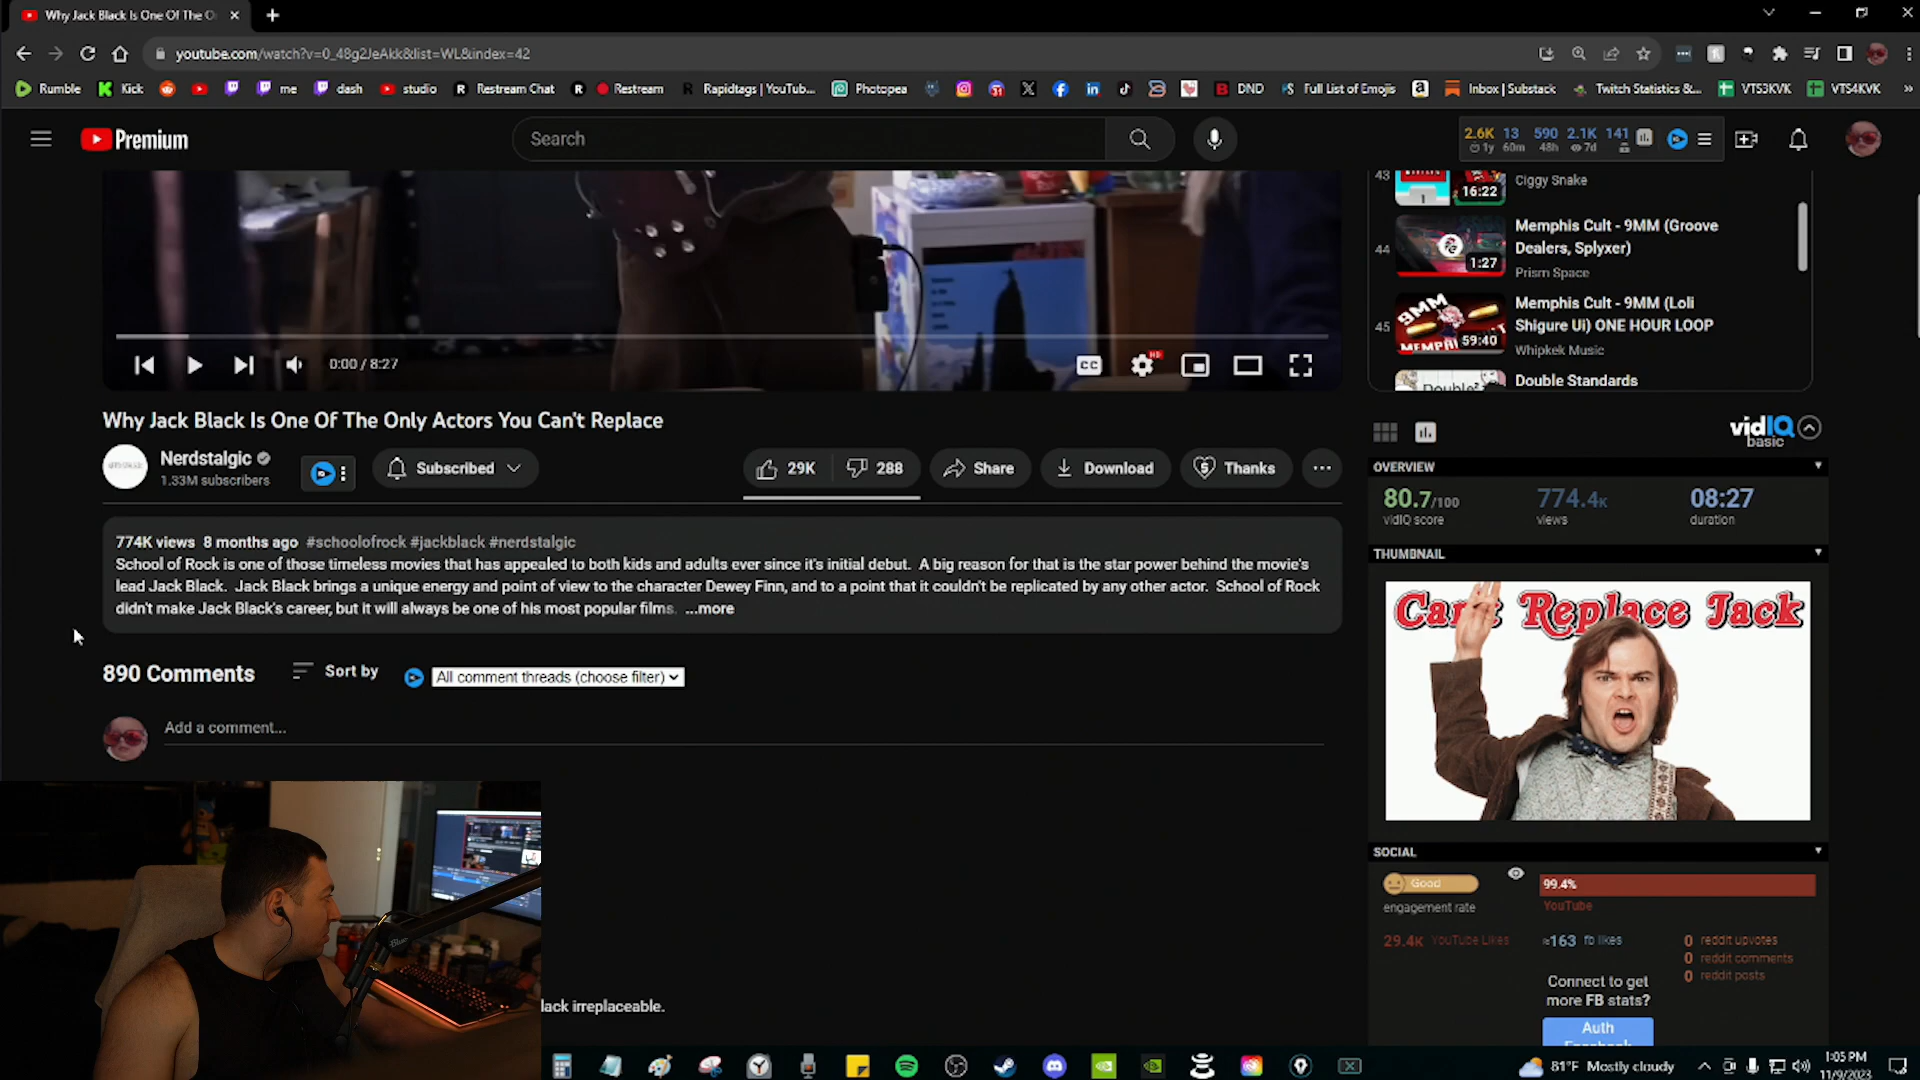 Why Jack Black Is One Of The O
youtube.com/watch?v=0_48g2JeAkk&list=WL&index=42
Rumble Kick me dash studio Restream Chat Restream Rapidtags | YouTub... Photopea DND Full List of Emojis Inbox | Substack Twitch Statistics &... VTS3KVK VTS4KVK »
Premium
Search
2.6K 13 590 2.1K 141
1y 60m 48h 7d
43 16:22 Ciggy Snake
44 1:27 Memphis Cult - 9MM (Groove
Dealers, Splyxer)
Prism Space
45 9MM MEMPHI 59:40 Memphis Cult - 9MM (Loli
Shigure Ui) ONE HOUR LOOP
Whipkek Music
Double Double Standards
0:00 / 8:27
CC HD
Why Jack Black Is One Of The Only Actors You Can't Replace
Nerdstalgic
1.33M subscribers
Subscribed
29K 288 Share Download Thanks ...
774K views 8 months ago #schoolofrock #jackblack #nerdstalgic
School of Rock is one of those timeless movies that has appealed to both kids and adults ever since it's initial debut. A big reason for that is the star power behind the movie's
lead Jack Black. Jack Black brings a unique energy and point of view to the character Dewey Finn, and to a point that it couldn't be replicated by any other actor. School of Rock
didn't make Jack Black's career, but it will always be one of his most popular films. ...more
890 Comments Sort by All comment threads (choose filter)
Add a comment...
lack irreplaceable.
vidIQ
basic
OVERVIEW
80.7/100 774.4K 08:27
vidIQ score views duration
THUMBNAIL
Can't Replace Jack
SOCIAL
Good 99.4%
engagement rate YouTube
29.4K YouTube Likes ≈163 fb likes 0 reddit upvotes
0 reddit comments
0 reddit posts
Connect to get
more FB stats?
Auth
Facebook
81°F Mostly cloudy
1:05 PM
11/9/2023